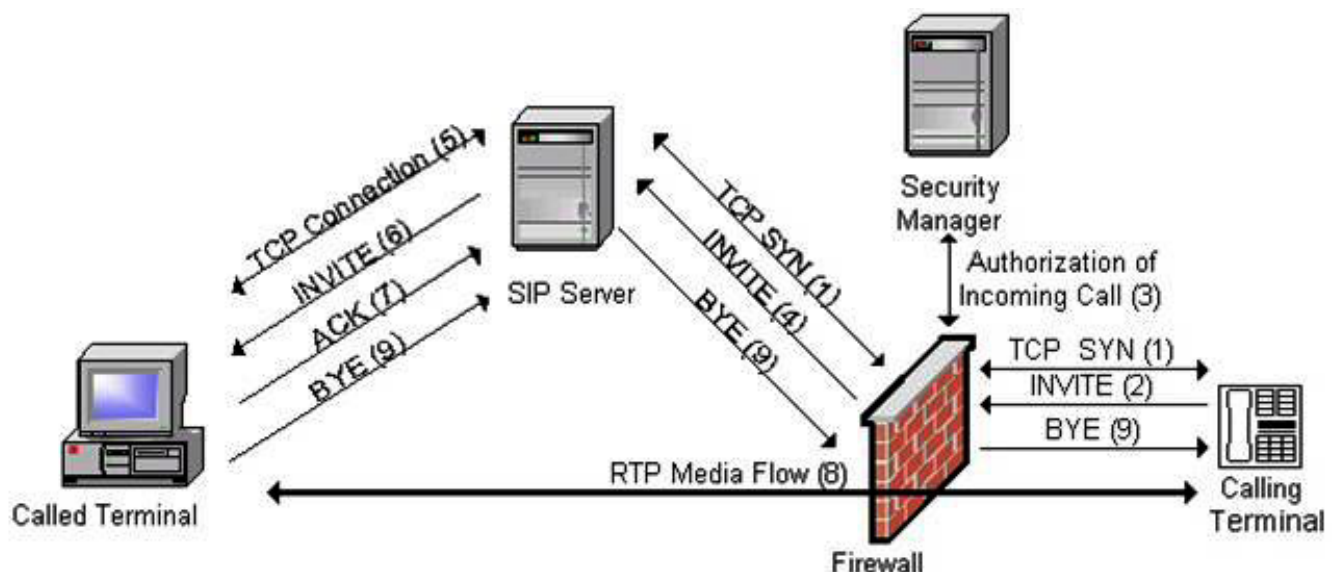 TCP Connection (5)
INVITE (6)
ACK (7)
BYE (9)
SIP Server
TCP SYN (1)
INVITE (4)
BYE (9)
Security
Manager
Authorization of
Incoming Call (3)
TCP SYN (1)
INVITE (2)
BYE (9)
RTP Media Flow (8)
Called Terminal
Calling
Terminal
Firewall